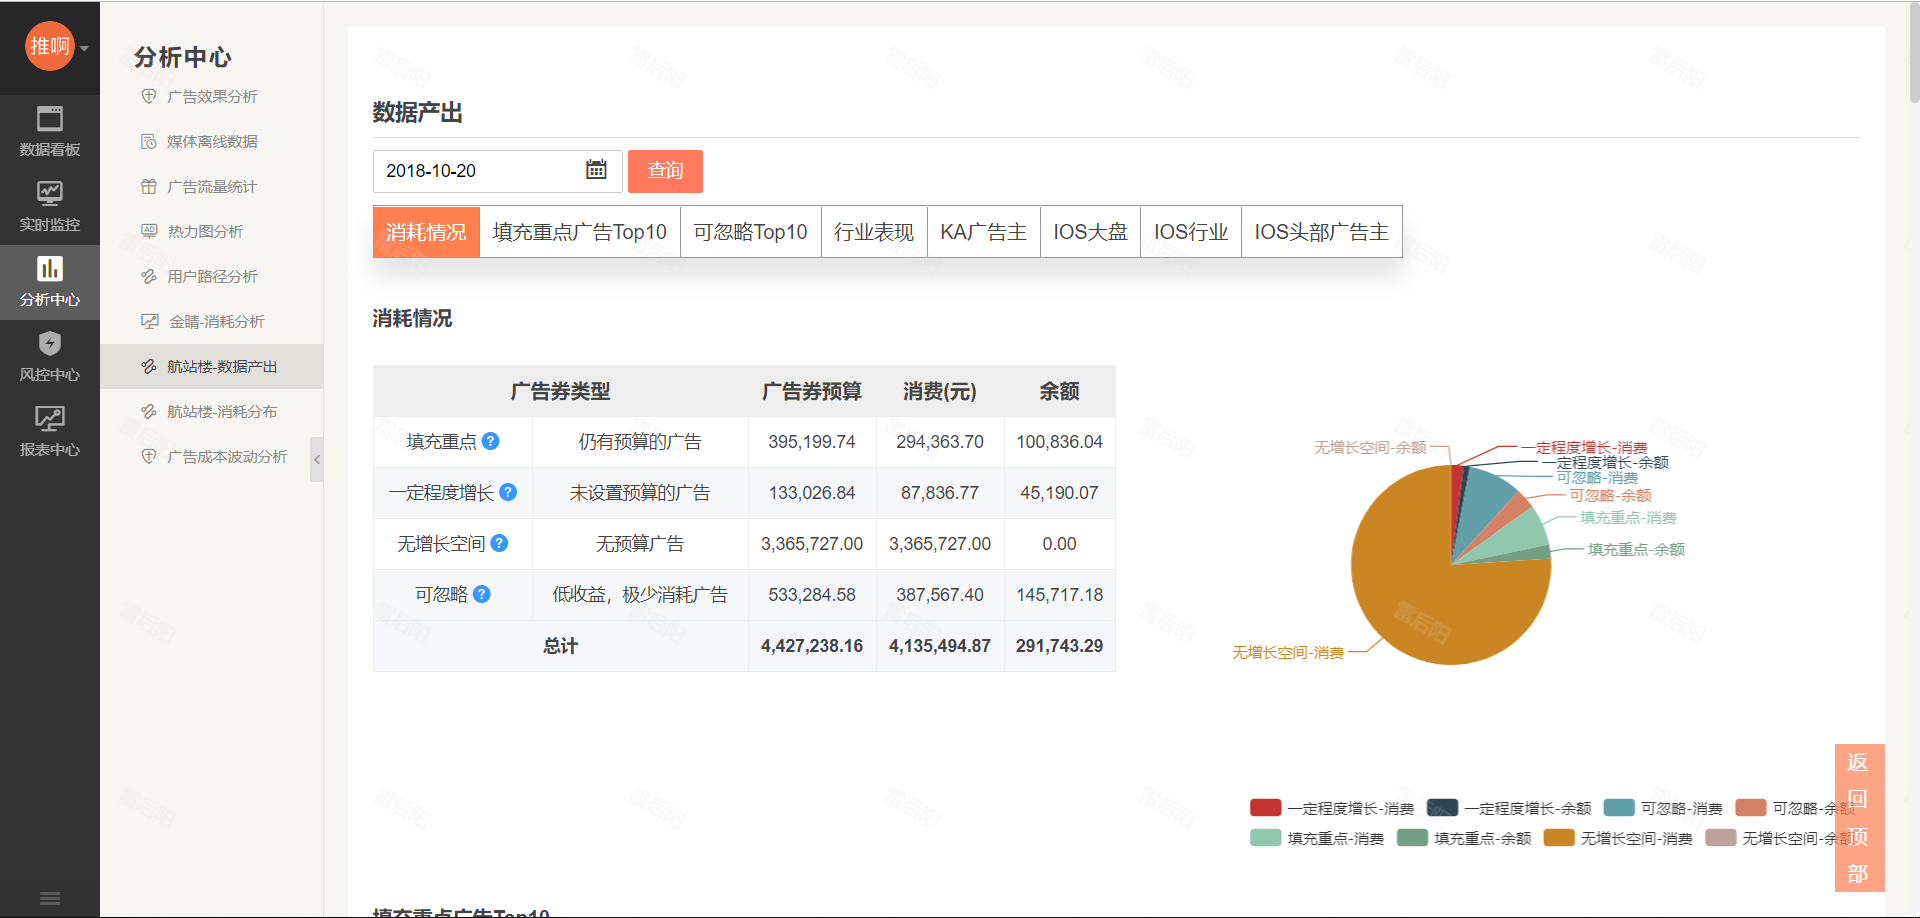 推啊
数据看板
实时监控
分析中心
风控中心
报表中心
分析中心
广告效果分析
媒体离线数据
广告流量统计
热力图分析
用户路径分析
金睛-消耗分析
航站楼-数据产出
航站楼-消耗分布
广告成本波动分析
数据产出
2018-10-20 查询
消耗情况 填充重点广告Top10 可忽略Top10 行业表现 KA广告主 IOS大盘 IOS行业 IOS头部广告主
消耗情况
广告券类型 广告券预算 消费(元) 余额
填充重点 ? 仍有预算的广告 395,199.74 294,363.70 100,836.04
一定程度增长 ? 未设置预算的广告 133,026.84 87,836.77 45,190.07
无增长空间 ? 无预算广告 3,365,727.00 3,365,727.00 0.00
可忽略 ? 低收益，极少消耗广告 533,284.58 387,567.40 145,717.18
总计 4,427,238.16 4,135,494.87 291,743.29
无增长空间-余额
一定程度增长-消费
一定程度增长-余额
可忽略-消费
可忽略-余额
填充重点-消费
填充重点-余额
无增长空间-消费
一定程度增长-消费 一定程度增长-余额 可忽略-消费 可忽略-余额
填充重点-消费 填充重点-余额 无增长空间-消费 无增长空间-余额
返
回
顶
部
填充重点广告Top10
雷后阳